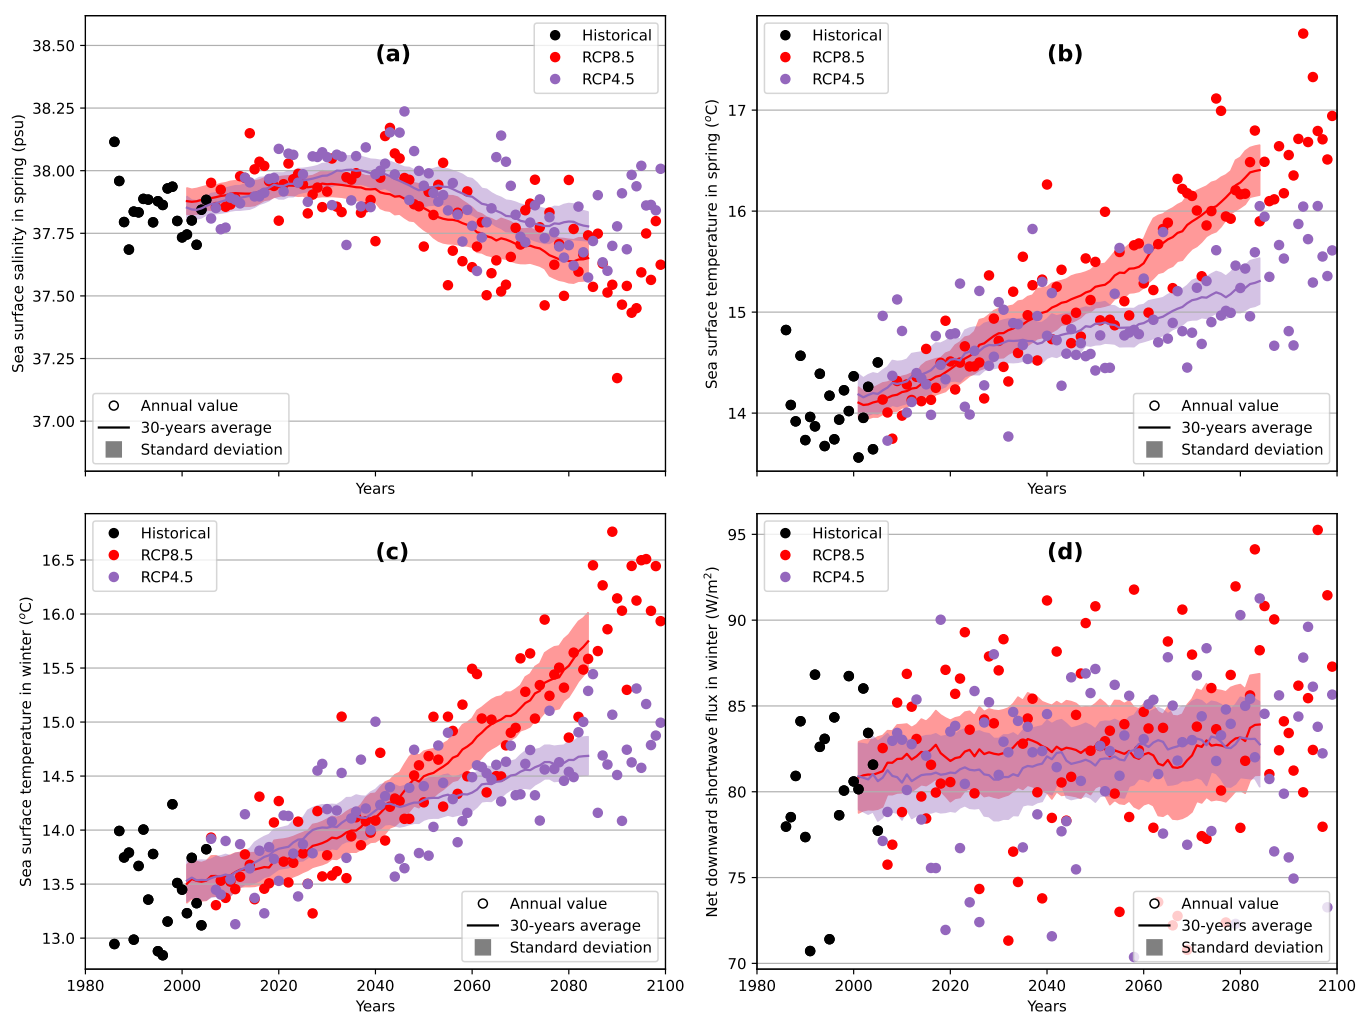 (a)
Historical
RCP8.5
RCP4.5
Sea surface salinity in spring (psu)
38.50
38.25
38.00
37.75
37.50
37.25
37.00
Annual value
30-years average
Standard deviation
Years
(b)
Historical
RCP8.5
RCP4.5
Sea surface temperature in spring (°C)
17
16
15
14
Annual value
30-years average
Standard deviation
Years
(c)
Historical
RCP8.5
RCP4.5
Sea surface temperature in winter (°C)
16.5
16.0
15.5
15.0
14.5
14.0
13.5
13.0
Annual value
30-years average
Standard deviation
1980 2000 2020 2040 2060 2080 2100
Years
(d)
Historical
RCP8.5
RCP4.5
Net downward shortwave flux in winter (W/m²)
95
90
85
80
75
70
Annual value
30-years average
Standard deviation
1980 2000 2020 2040 2060 2080 2100
Years